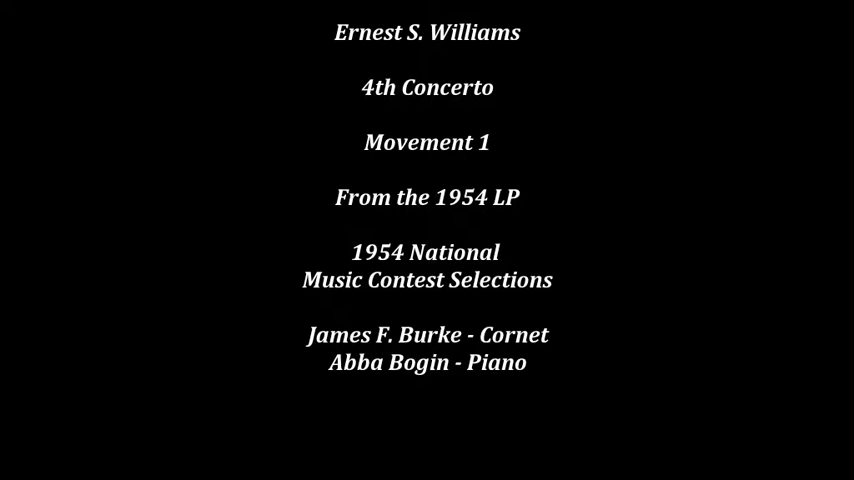 Ernest S. Williams
4th Concerto
Movement 1
From the 1954 LP
1954 National
Music Contest Selections
James F. Burke - Cornet
Abba Bogin - Piano